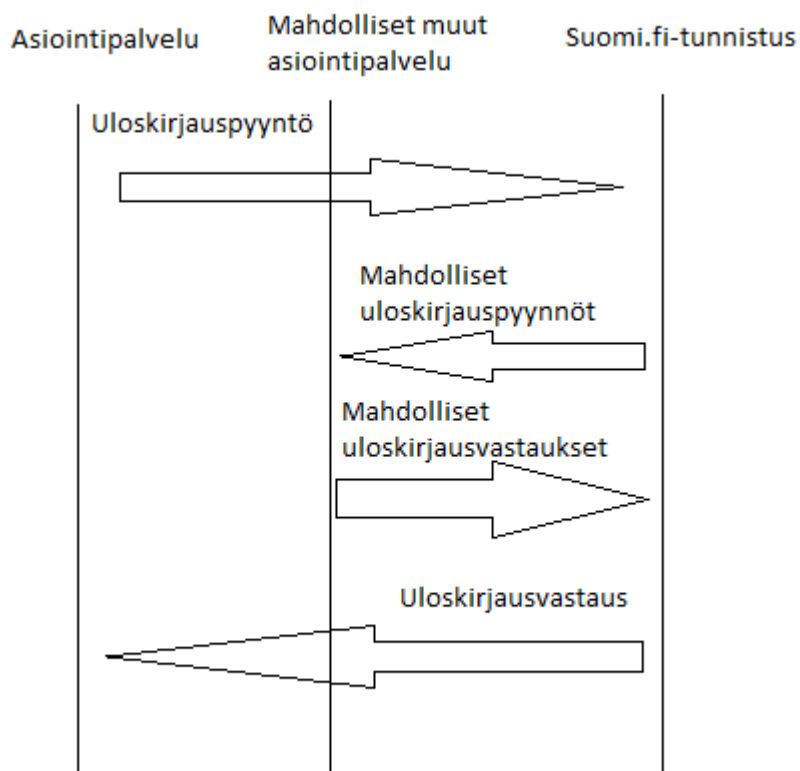 Asiointipalvelu
Mahdolliset muut
asiointipalvelu
Suomi.fi-tunnistus
Uloskirjauspyyntö
Mahdolliset
uloskirjauspyynnöt
Mahdolliset
uloskirjausvastaukset
Uloskirjausvastaus